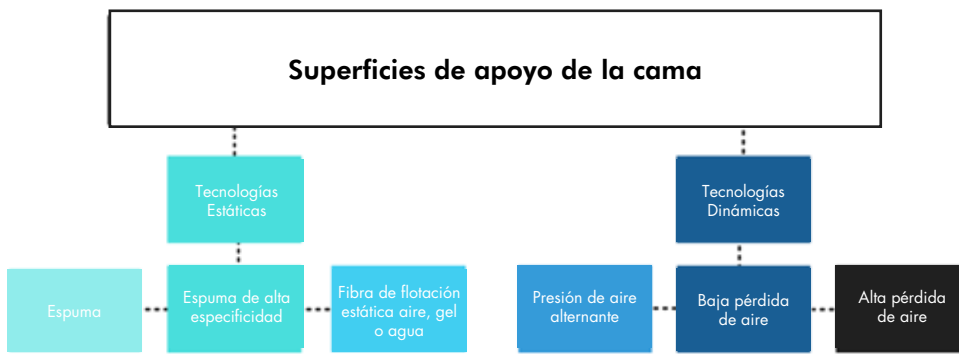 Superficies de apoyo de la cama
Tecnologías
Estáticas
Tecnologías
Dinámicas
Espuma
Espuma de alta
especificidad
Fibra de flotación
estática aire, gel
o agua
Presión de aire
alternante
Baja pérdida
de aire
Alta pérdida
de aire